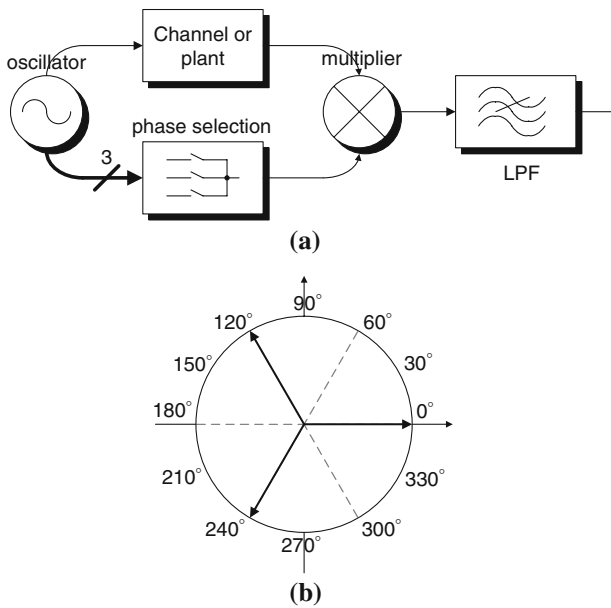 oscillator
Channel or
plant
multiplier
phase selection
3
LPF
(a)
90°
120°
60°
150°
30°
180°
0°
210°
330°
240°
300°
270°
(b)